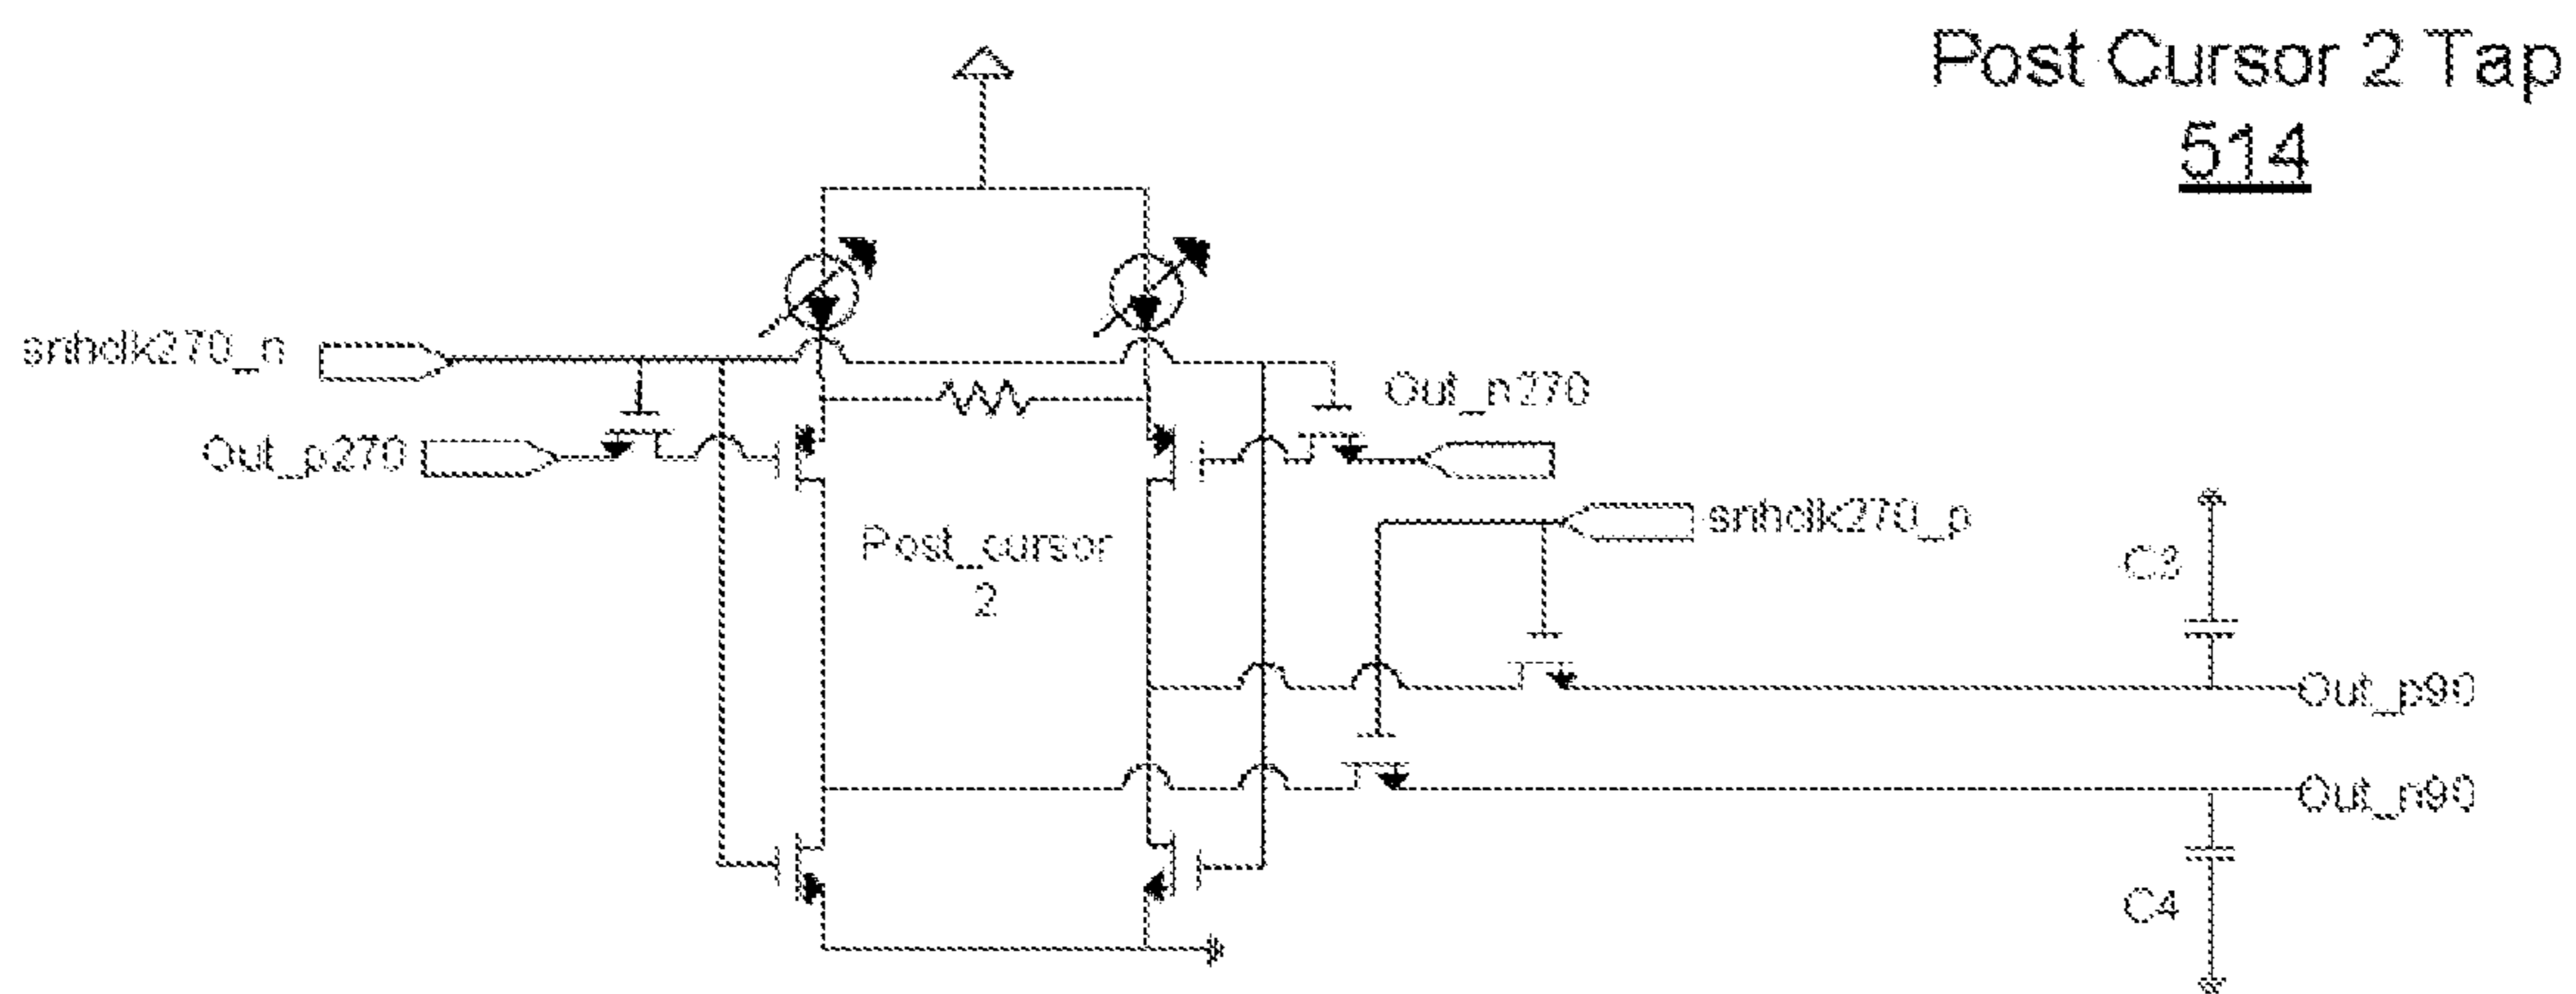 Post Cursor 2 Tap
514
snhclk270_n
Out_n270
Out_p270
snhclk270_p
Post_cursor
2
C3
Out_p90
Out_n90
C4